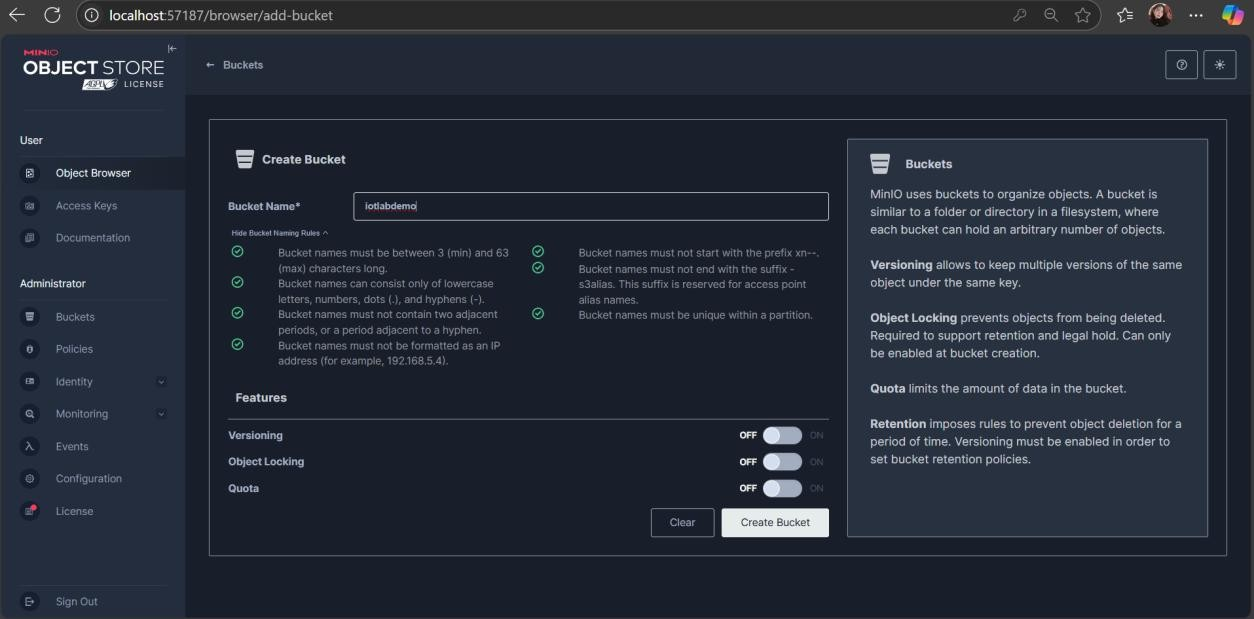 localhost:57187/browser/add-bucket
MINIO
OBJECT STORE
AGPL LICENSE
← Buckets
User
Object Browser
Access Keys
Documentation
Administrator
Buckets
Policies
Identity
Monitoring
Events
Configuration
License
Sign Out
Create Bucket
Bucket Name*
iotlabdemo
Hide Bucket Naming Rules
Bucket names must be between 3 (min) and 63
(max) characters long.
Bucket names can consist only of lowercase
letters, numbers, dots (.), and hyphens (-).
Bucket names must not contain two adjacent
periods, or a period adjacent to a hyphen.
Bucket names must not be formatted as an IP
address (for example, 192.168.5.4).
Bucket names must not start with the prefix xn--.
Bucket names must not end with the suffix -
s3alias. This suffix is reserved for access point
alias names.
Bucket names must be unique within a partition.
Features
Versioning OFF ON
Object Locking OFF ON
Quota OFF ON
Clear Create Bucket
Buckets
MinIO uses buckets to organize objects. A bucket is
similar to a folder or directory in a filesystem, where
each bucket can hold an arbitrary number of objects.
Versioning allows to keep multiple versions of the same
object under the same key.
Object Locking prevents objects from being deleted.
Required to support retention and legal hold. Can only
be enabled at bucket creation.
Quota limits the amount of data in the bucket.
Retention imposes rules to prevent object deletion for a
period of time. Versioning must be enabled in order to
set bucket retention policies.